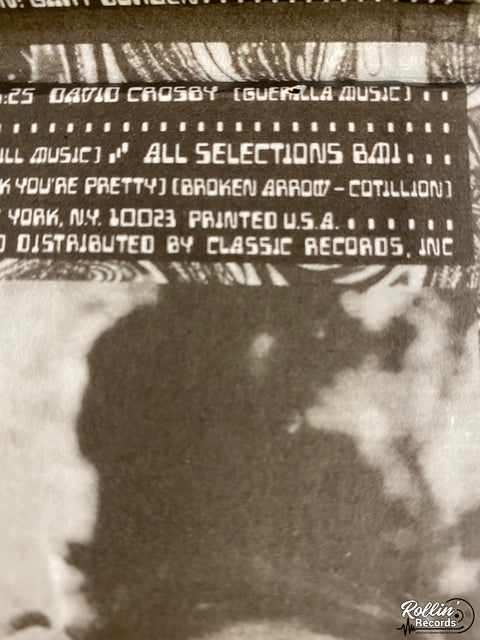 :25 DAVID CROSBY [GUERILLA MUSIC]
ILL MUSIC] ALL SELECTIONS BMI
K YOU'RE PRETTY] [BROKEN ARROW - COTILLION]
YORK, N.Y. 10023 PRINTED U.S.A.
D DISTRIBUTED BY CLASSIC RECORDS, INC
Rollin'
Records